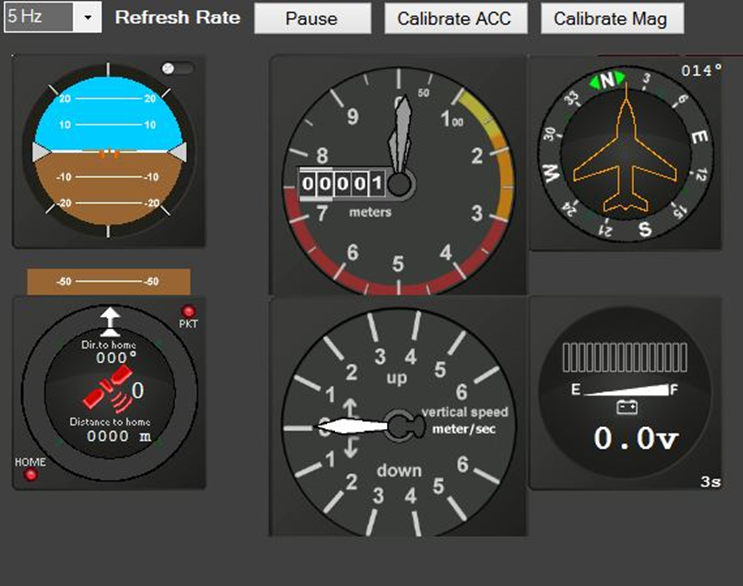 5 Hz Refresh Rate Pause Calibrate ACC Calibrate Mag
20 20
10 10
-10 -10
-20 -20
-50 -50
50
1 00
2
3
4
5
6
7
8
9
00001
meters
014°
N 3 6 E 12 15 S 21 24 W 30 33
PKT
Dir.to home
000°
0
Distance to home
0000 m
HOME
1 2 3 4 5 6
up
vertical speed
meter/sec
down
1 2 3 4 5 6
E F
0.0v
3s